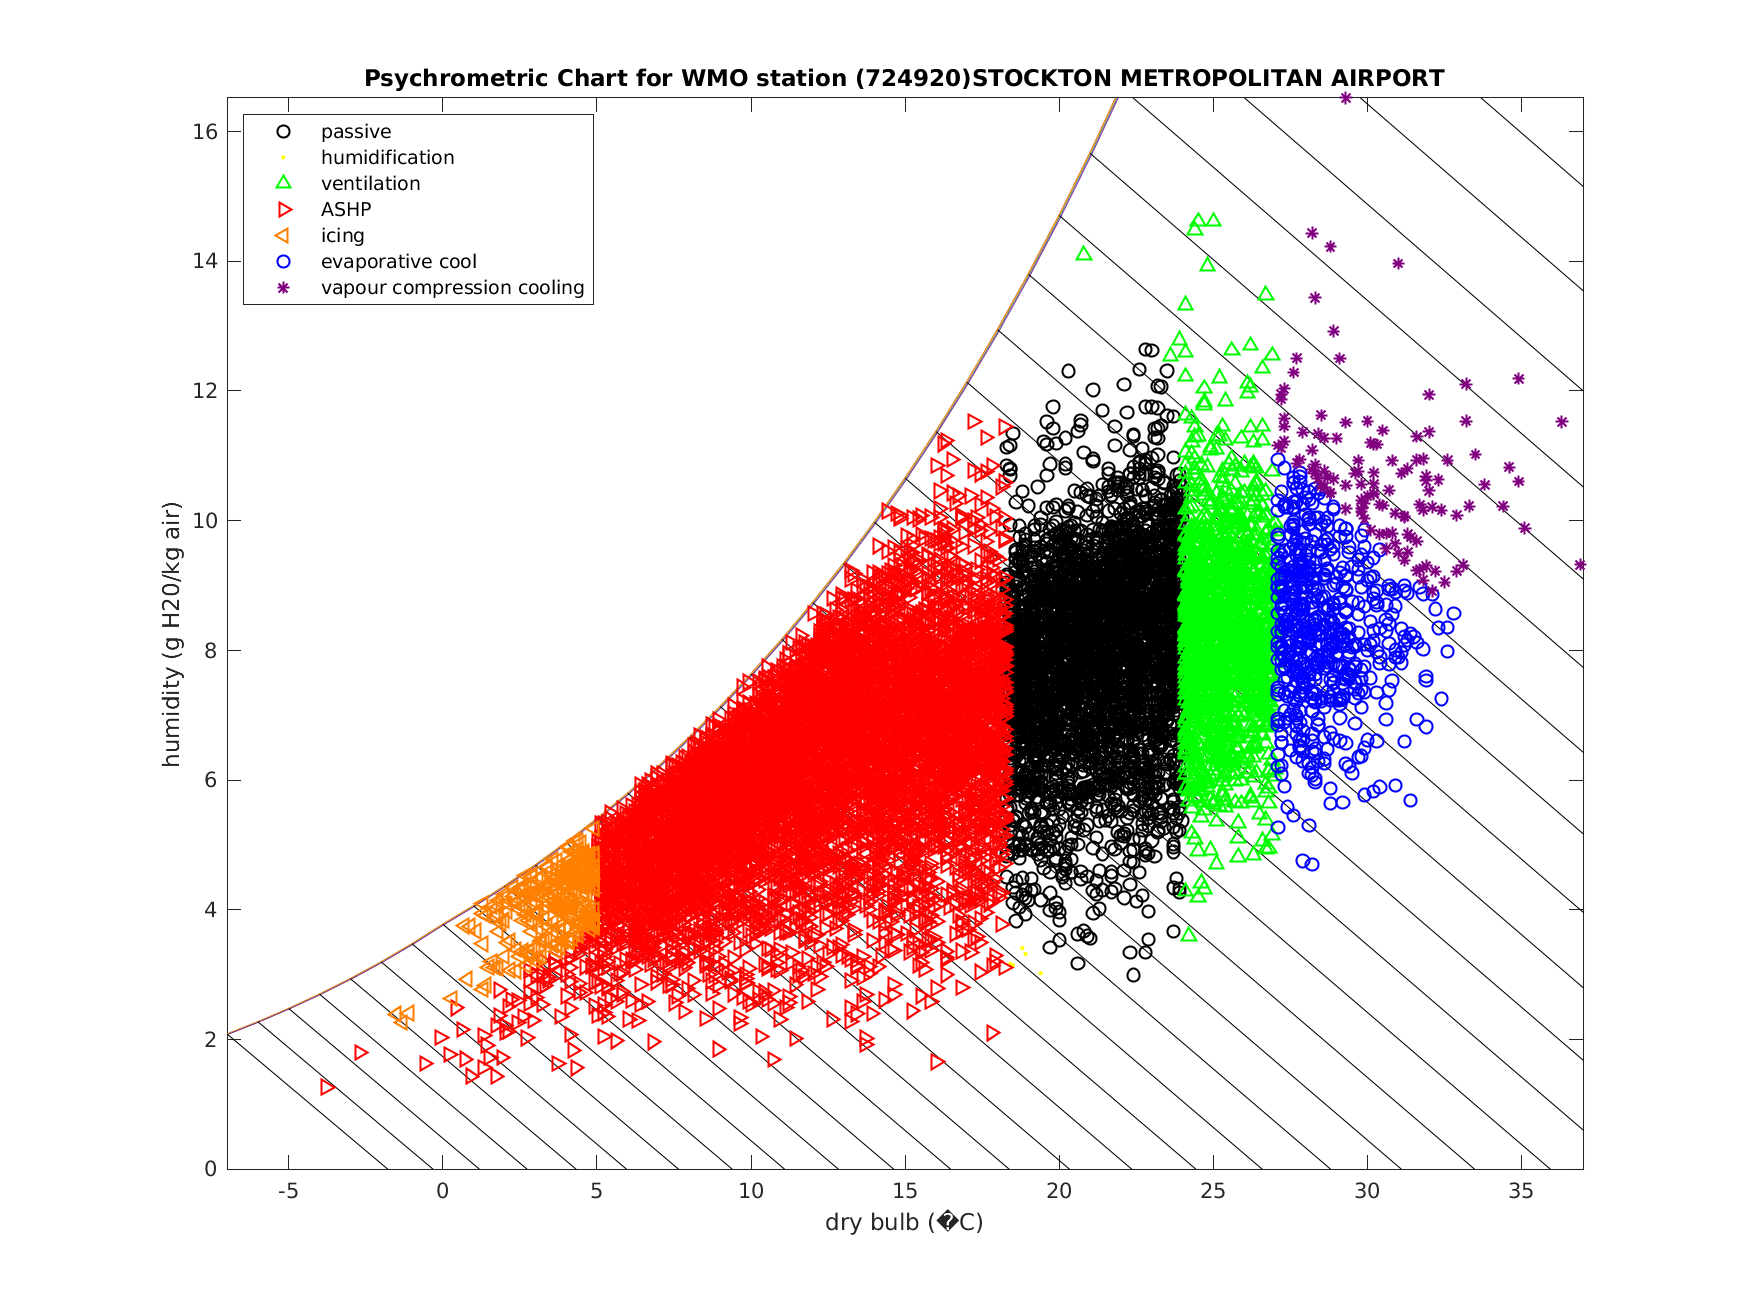 Psychrometric Chart for WMO station (724920)STOCKTON METROPOLITAN AIRPORT
passive
humidification
ventilation
ASHP
icing
evaporative cool
vapour compression cooling
16
14
12
10
8
6
4
2
0
humidity (g H20/kg air)
-5 0 5 10 15 20 25 30 35
dry bulb (�C)